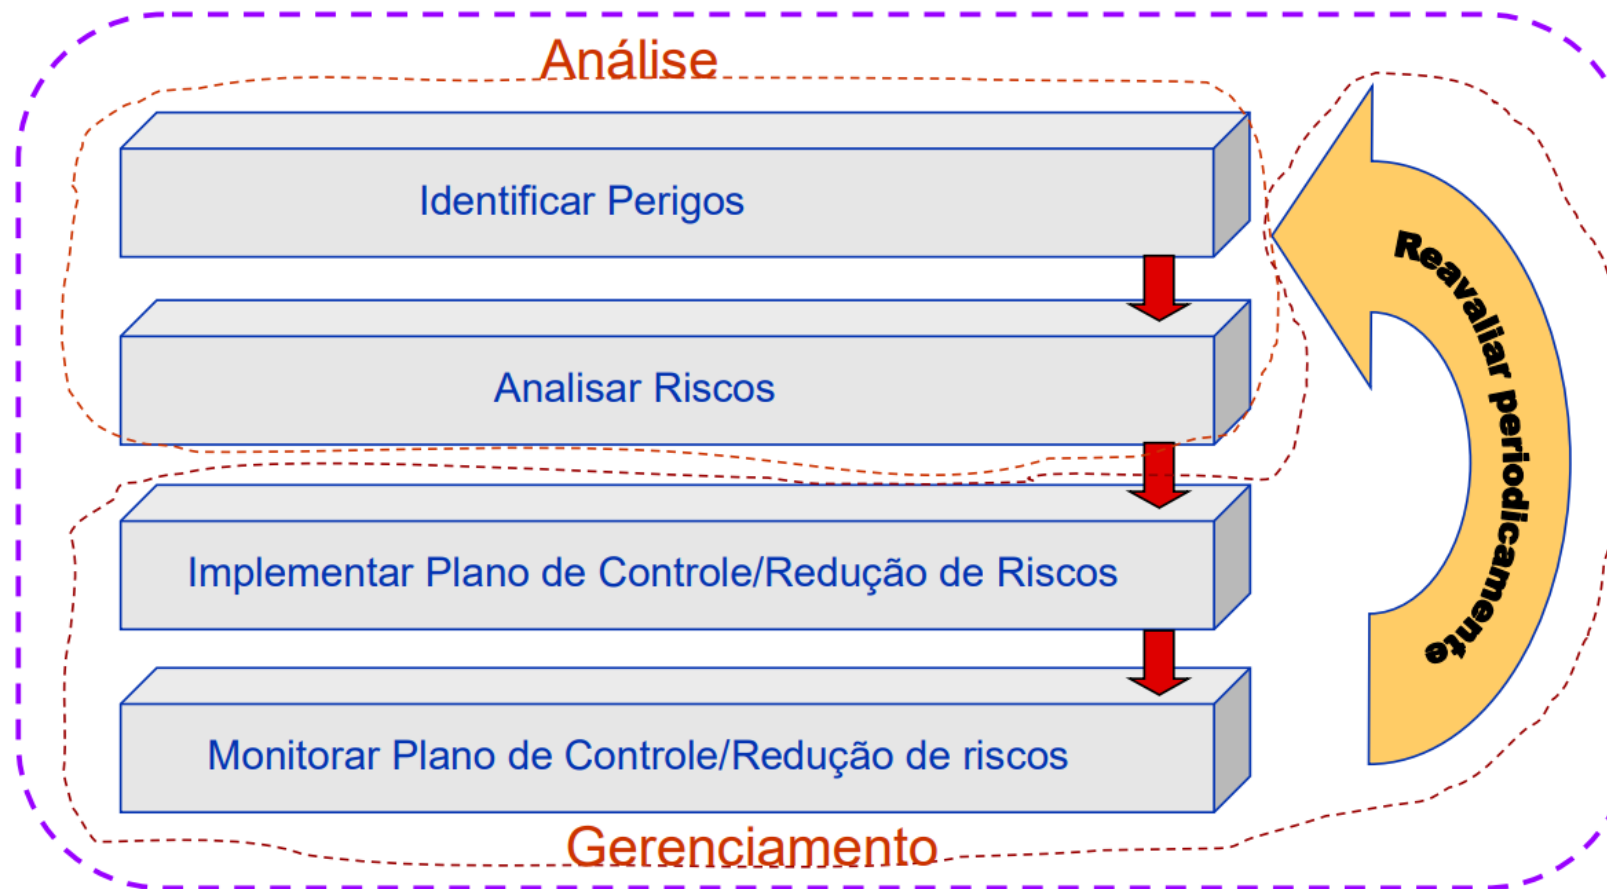 Análise
Identificar Perigos
Analisar Riscos
Implementar Plano de Controle/Redução de Riscos
Monitorar Plano de Controle/Redução de riscos
Gerenciamento
Reavaliar periodicamente